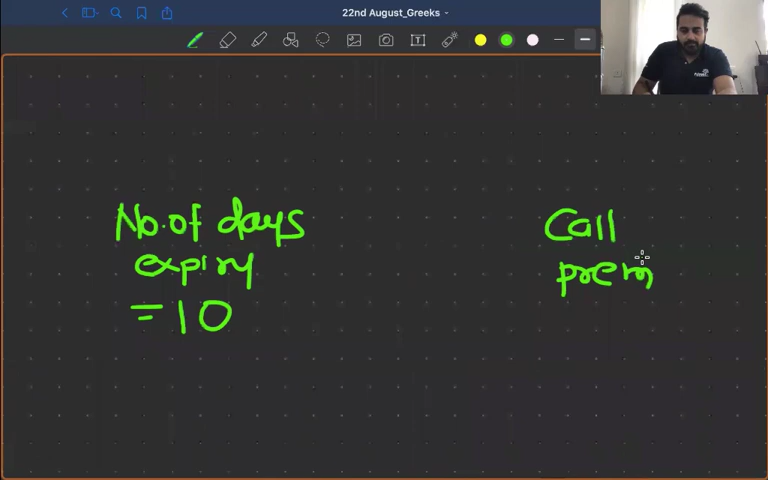 22nd August_Greeks
No. of days
expiry
= 10
Call
prem